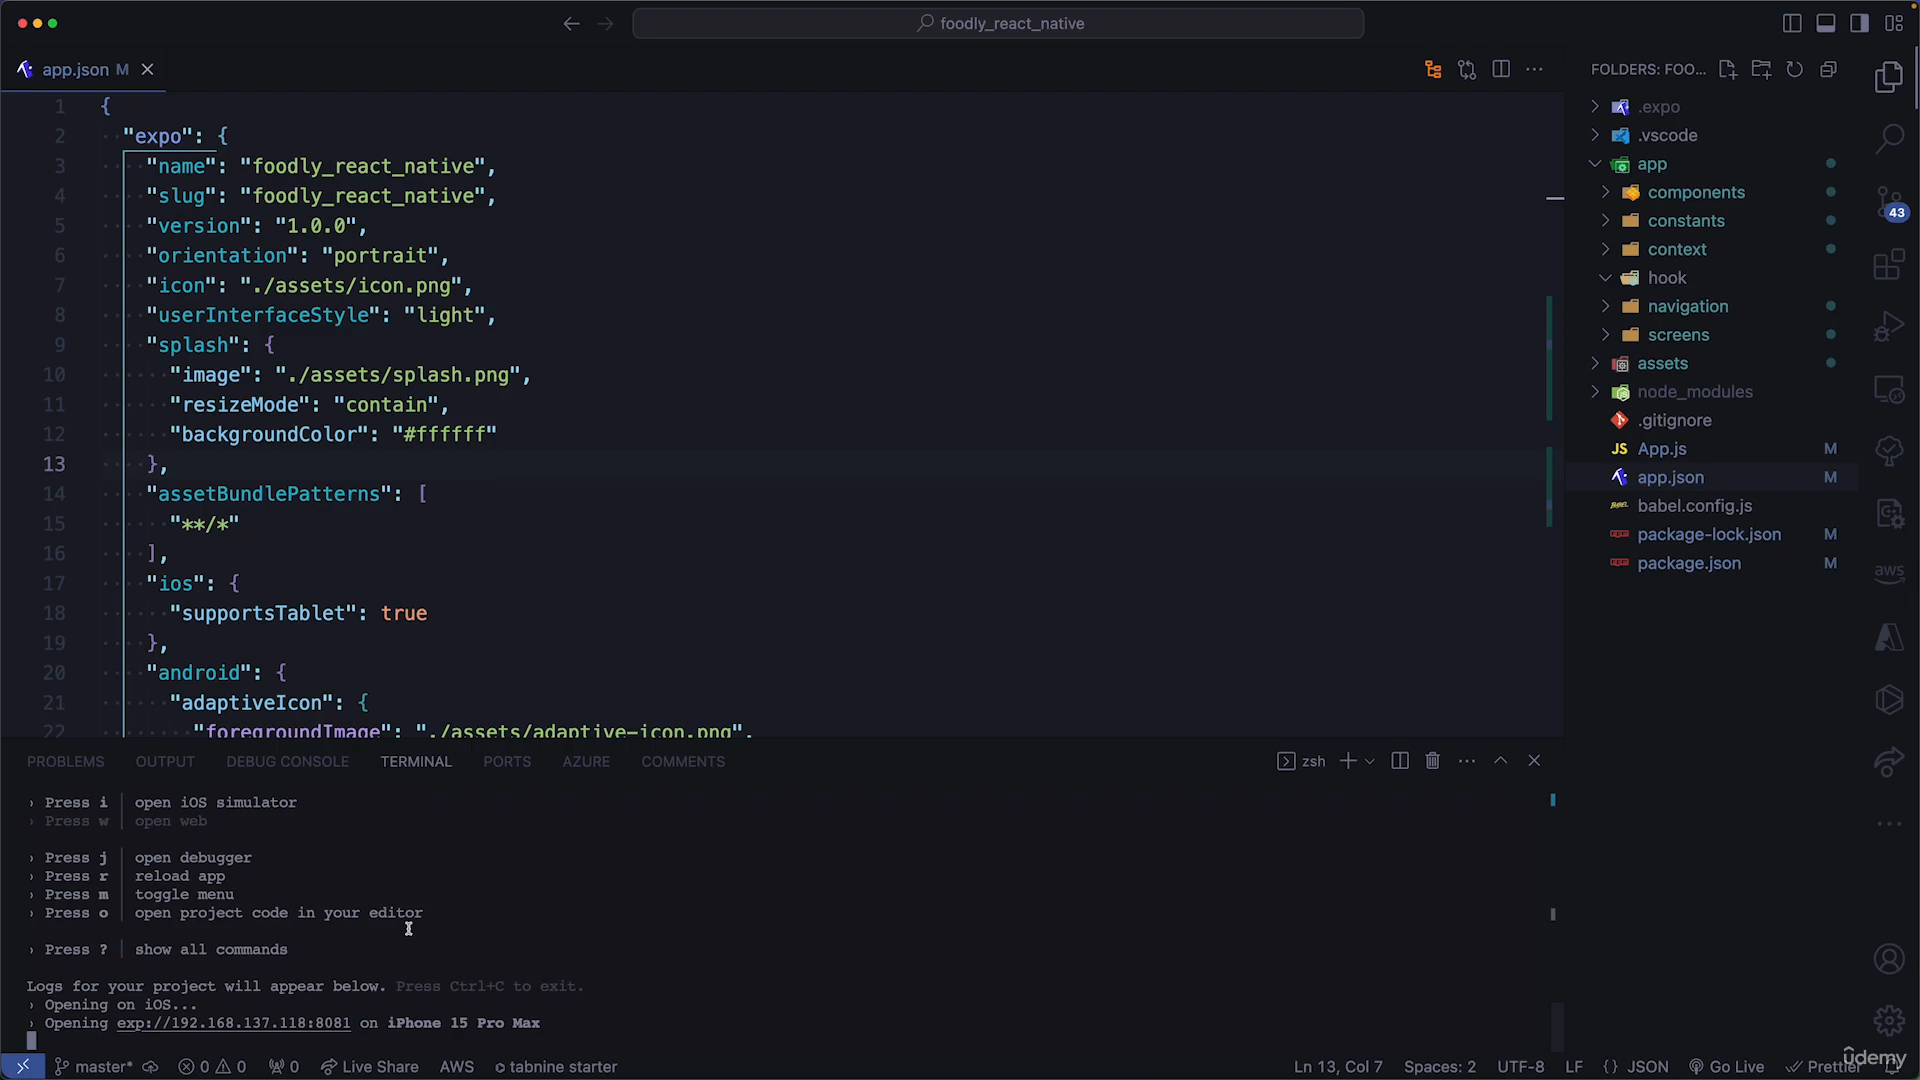 foodly_react_native
app.json M
FOLDERS: FOO...
1 {
2 "expo": {
3 "name": "foodly_react_native",
4 "slug": "foodly_react_native",
5 "version": "1.0.0",
6 "orientation": "portrait",
7 "icon": "./assets/icon.png",
8 "userInterfaceStyle": "light",
9 "splash": {
10 "image": "./assets/splash.png",
11 "resizeMode": "contain",
12 "backgroundColor": "#ffffff"
13 },
14 "assetBundlePatterns": [
15 "**/*"
16 ],
17 "ios": {
18 "supportsTablet": true
19 },
20 "android": {
21 "adaptiveIcon": {
22 "foregroundImage": "./assets/adaptive-icon.png",
.expo
.vscode
app
components
constants
context
hook
navigation
screens
assets
node_modules
.gitignore
JS App.js M
app.json M
babel.config.js
package-lock.json M
package.json M
43
aws
PROBLEMS OUTPUT DEBUG CONSOLE TERMINAL PORTS AZURE COMMENTS
zsh
› Press i │ open iOS simulator
› Press w │ open web
› Press j │ open debugger
› Press r │ reload app
› Press m │ toggle menu
› Press o │ open project code in your editor
› Press ? │ show all commands
Logs for your project will appear below. Press Ctrl+C to exit.
› Opening on iOS...
› Opening exp://192.168.137.118:8081 on iPhone 15 Pro Max
master* 0 0 0 Live Share AWS tabnine starter
Ln 13, Col 7 Spaces: 2 UTF-8 LF {} JSON Go Live Prettier
ûdemy